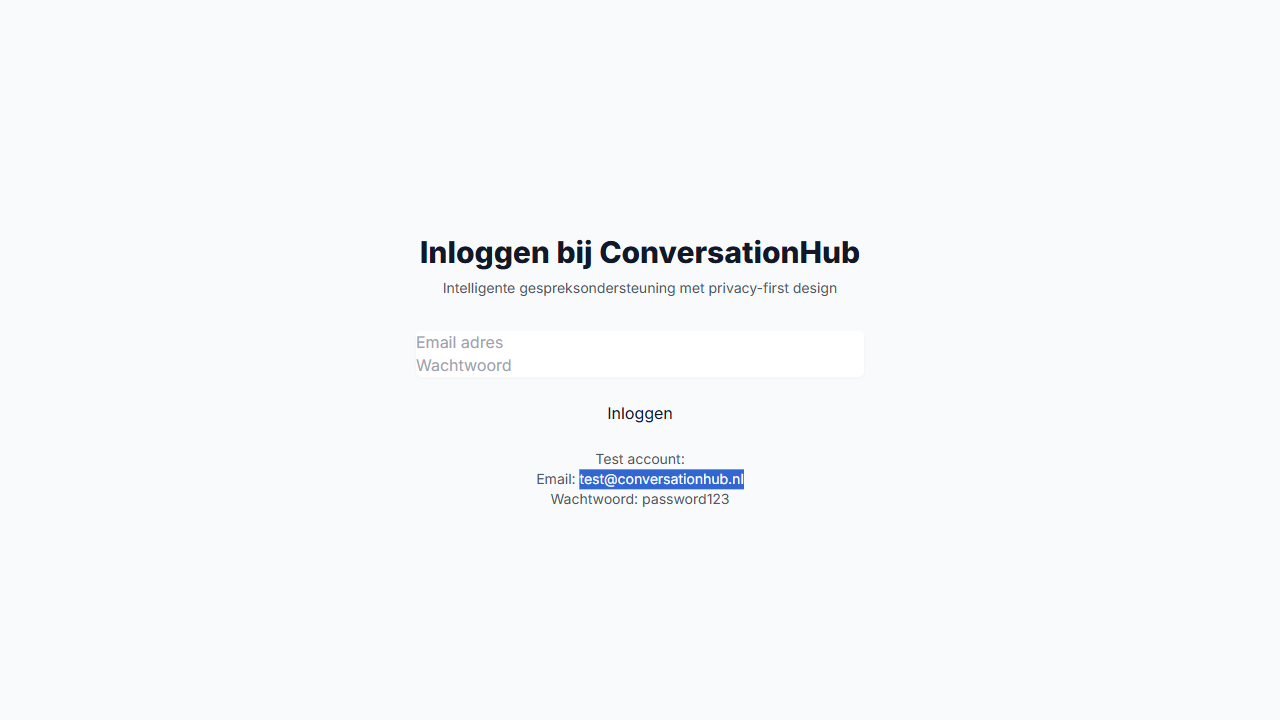 Inloggen bij ConversationHub
Intelligente gespreksondersteuning met privacy-first design
Email adres
Wachtwoord
Inloggen
Test account:
Email: test@conversationhub.nl
Wachtwoord: password123